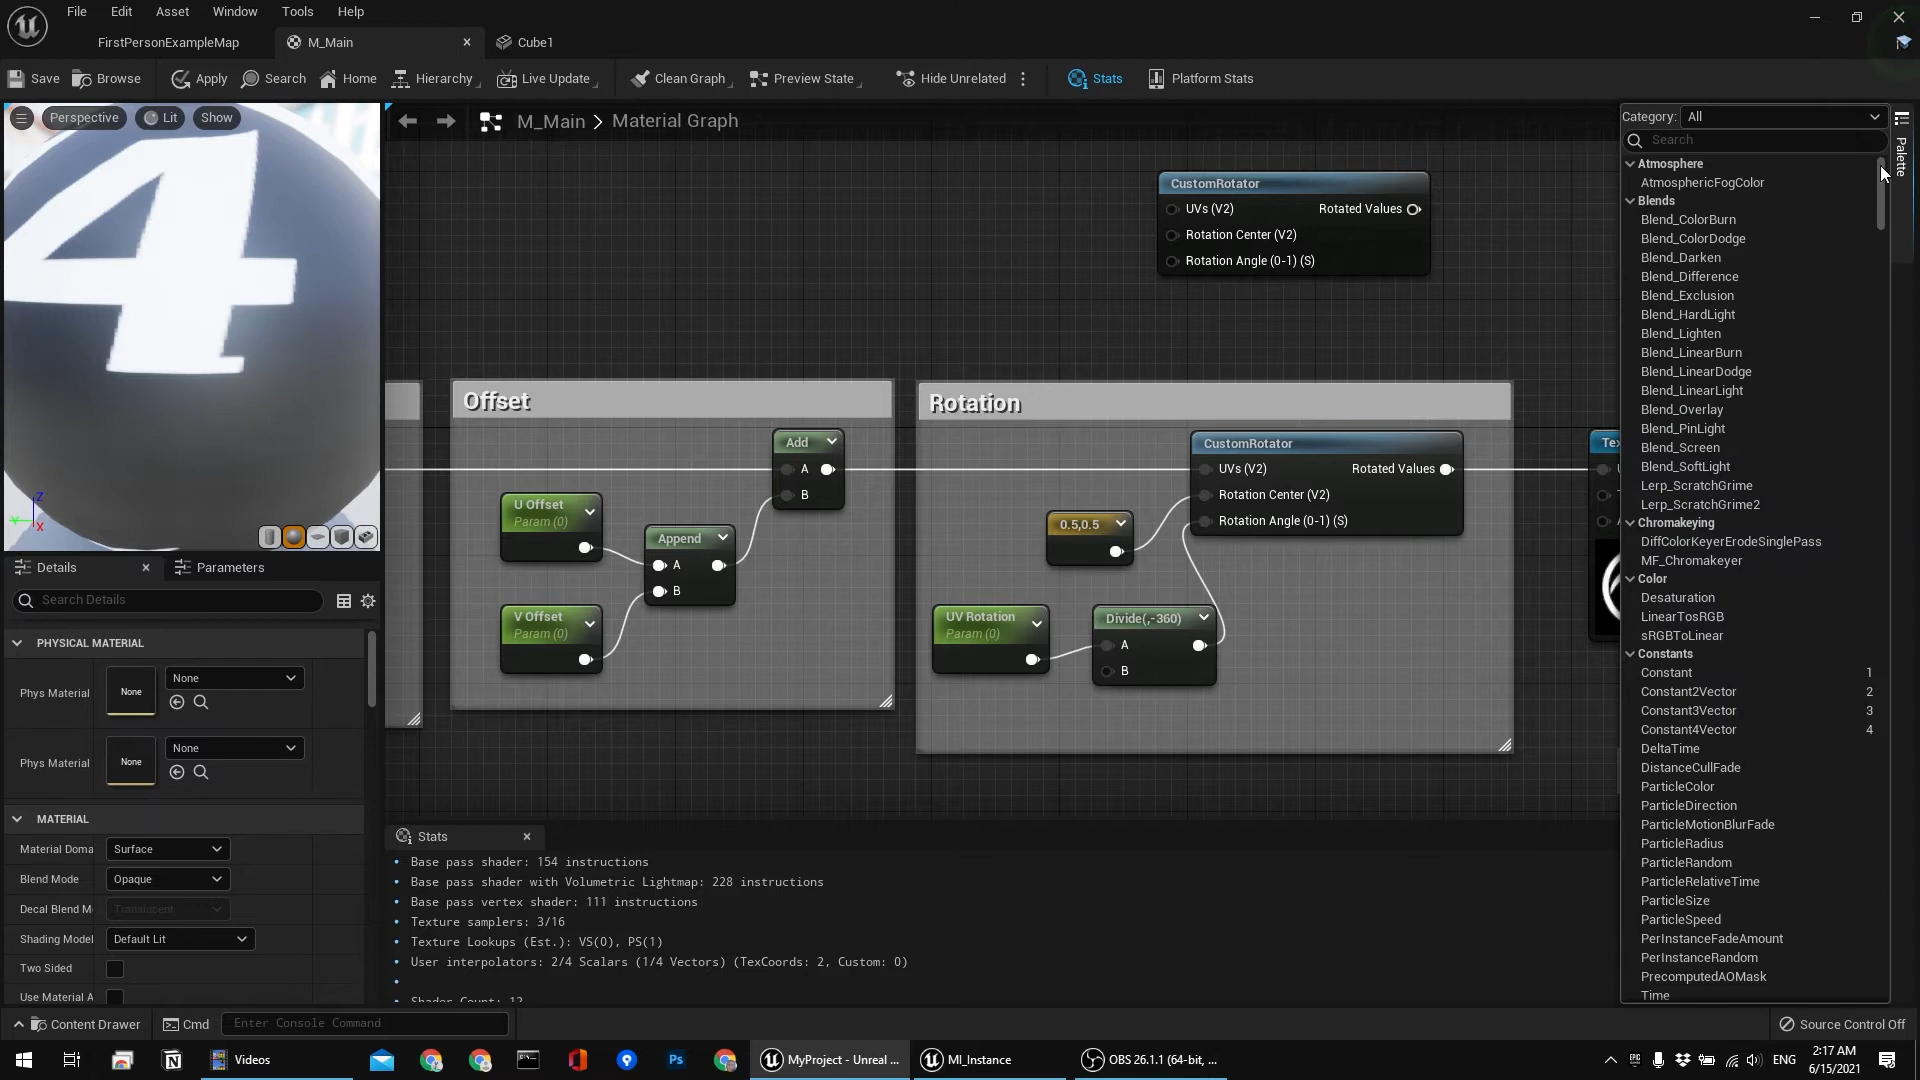 File Edit Asset Window Tools Help
FirstPersonExampleMap M_Main Cube1
Save Browse Apply Search Home Hierarchy Live Update Clean Graph Preview State Hide Unrelated Stats Platform Stats
Perspective Lit Show
4
M_Main > Material Graph
CustomRotator
UVs (V2) Rotated Values
Rotation Center (V2)
Rotation Angle (0-1) (S)
Offset
Add
A
B
U Offset
Param (0)
Append
A
B
V Offset
Param (0)
Rotation
CustomRotator
UVs (V2) Rotated Values
Rotation Center (V2)
Rotation Angle (0-1) (S)
0.5,0.5
UV Rotation
Param (0)
Divide(,-360)
A
B
Tex
Z
Y
X
Details Parameters
Search Details
PHYSICAL MATERIAL
Phys Material None None
Phys Material None None
MATERIAL
Material Doma Surface
Blend Mode Opaque
Decal Blend M Translucent
Shading Model Default Lit
Two Sided
Use Material A
Stats
Base pass shader: 154 instructions
Base pass shader with Volumetric Lightmap: 228 instructions
Base pass vertex shader: 111 instructions
Texture samplers: 3/16
Texture Lookups (Est.): VS(0), PS(1)
User interpolators: 2/4 Scalars (1/4 Vectors) (TexCoords: 2, Custom: 0)
Shader Count: 12
Category: All
Search
Palette
Atmosphere
AtmosphericFogColor
Blends
Blend_ColorBurn
Blend_ColorDodge
Blend_Darken
Blend_Difference
Blend_Exclusion
Blend_HardLight
Blend_Lighten
Blend_LinearBurn
Blend_LinearDodge
Blend_LinearLight
Blend_Overlay
Blend_PinLight
Blend_Screen
Blend_SoftLight
Lerp_ScratchGrime
Lerp_ScratchGrime2
Chromakeying
DiffColorKeyerErodeSinglePass
MF_Chromakeyer
Color
Desaturation
LinearTosRGB
sRGBToLinear
Constants
Constant 1
Constant2Vector 2
Constant3Vector 3
Constant4Vector 4
DeltaTime
DistanceCullFade
ParticleColor
ParticleDirection
ParticleMotionBlurFade
ParticleRadius
ParticleRandom
ParticleRelativeTime
ParticleSize
ParticleSpeed
PerInstanceFadeAmount
PerInstanceRandom
PrecomputedAOMask
Time
Content Drawer Cmd Enter Console Command Source Control Off
Videos Ps MyProject - Unreal ... MI_Instance OBS 26.1.1 (64-bit, ... ENG 2:17 AM
6/15/2021